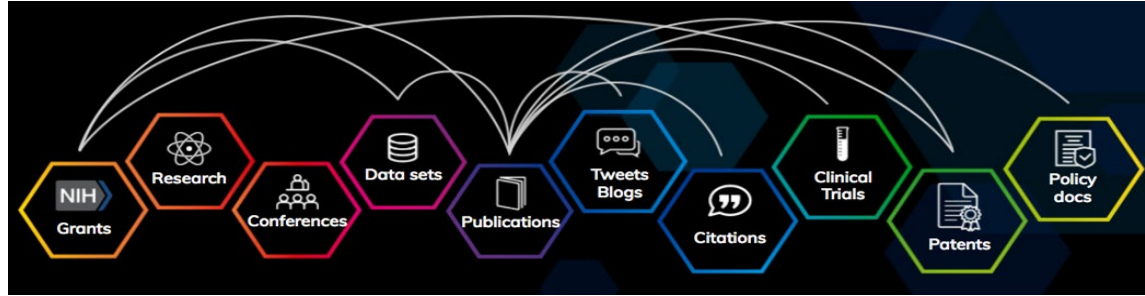 NIH
Grants
Research
Conferences
Data sets
Publications
Tweets
Blogs
Citations
Clinical
Trials
Patents
Policy
docs